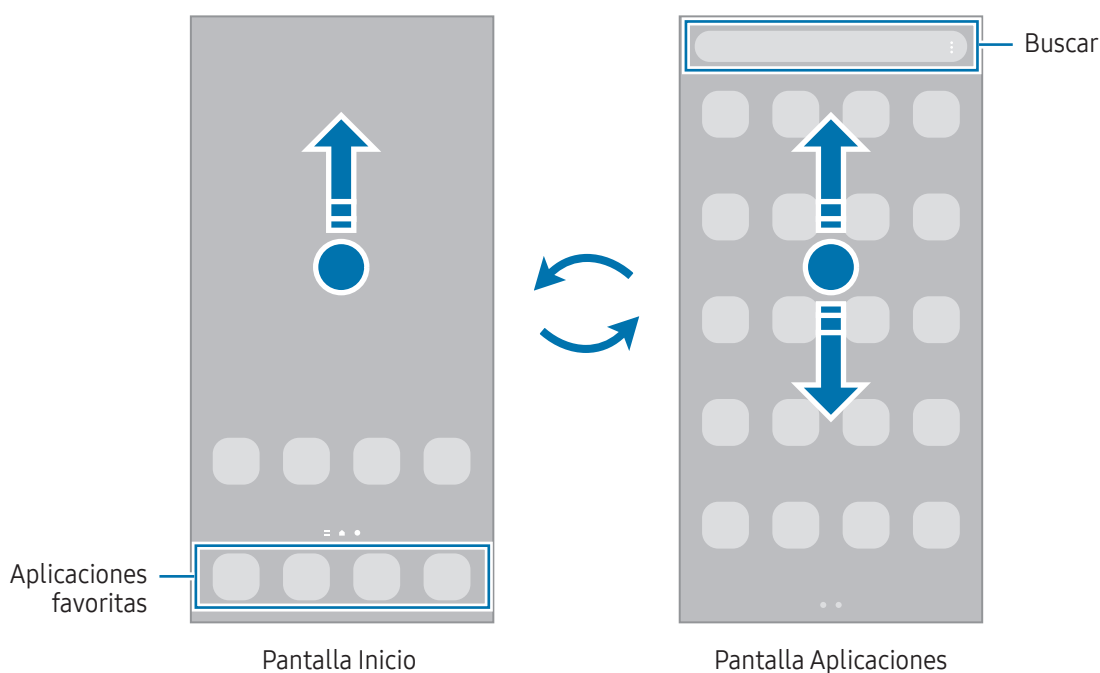 Buscar
Aplicaciones
favoritas
Pantalla Inicio
Pantalla Aplicaciones